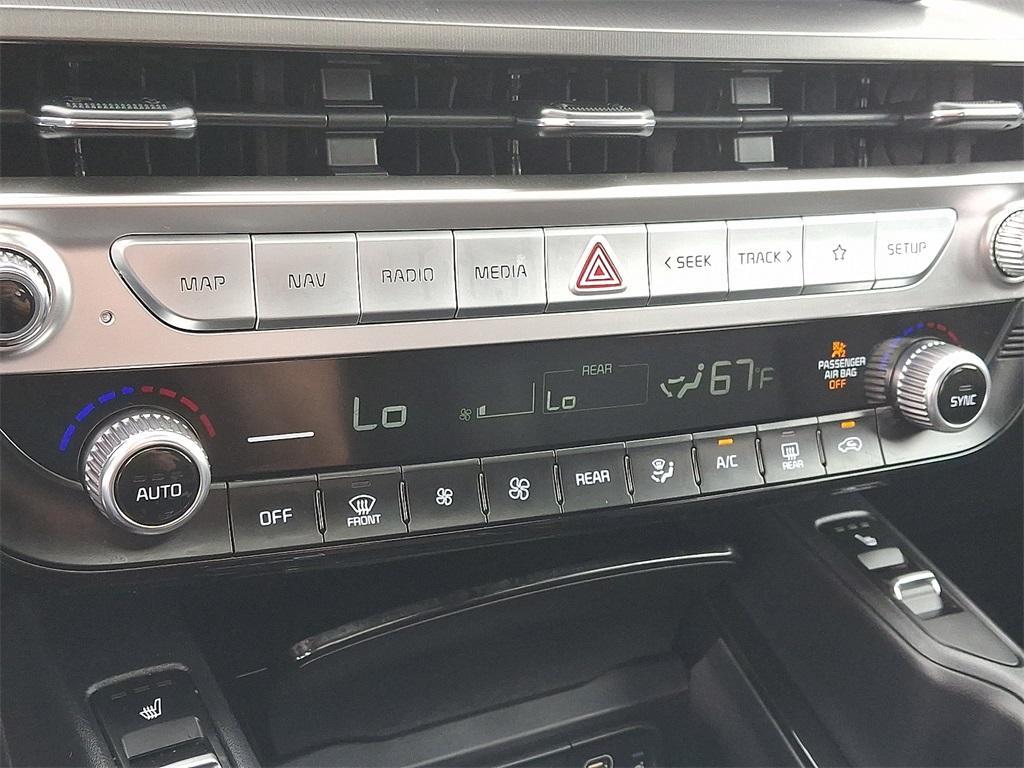 MAP
NAV
RADIO
MEDIA
< SEEK
TRACK >
SETUP
Lo
REAR
Lo
67°F
PASSENGER
AIR BAG
OFF
SYNC
AUTO
OFF
FRONT
REAR
A/C
REAR